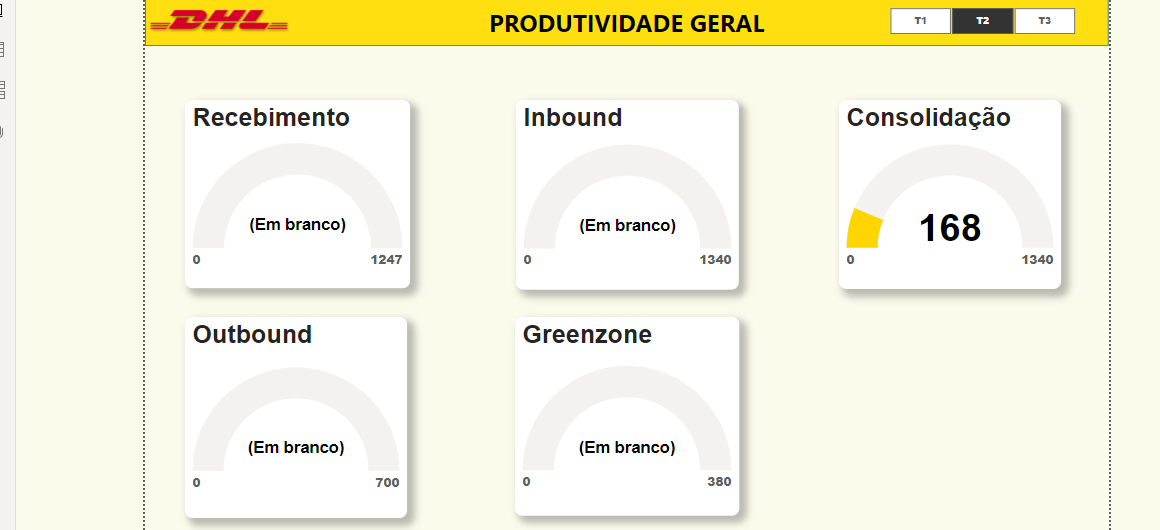 DHL
PRODUTIVIDADE GERAL
T1
T2
T3
Recebimento
(Em branco)
0
1247
Inbound
(Em branco)
0
1340
Consolidação
168
0
1340
Outbound
(Em branco)
0
700
Greenzone
(Em branco)
0
380